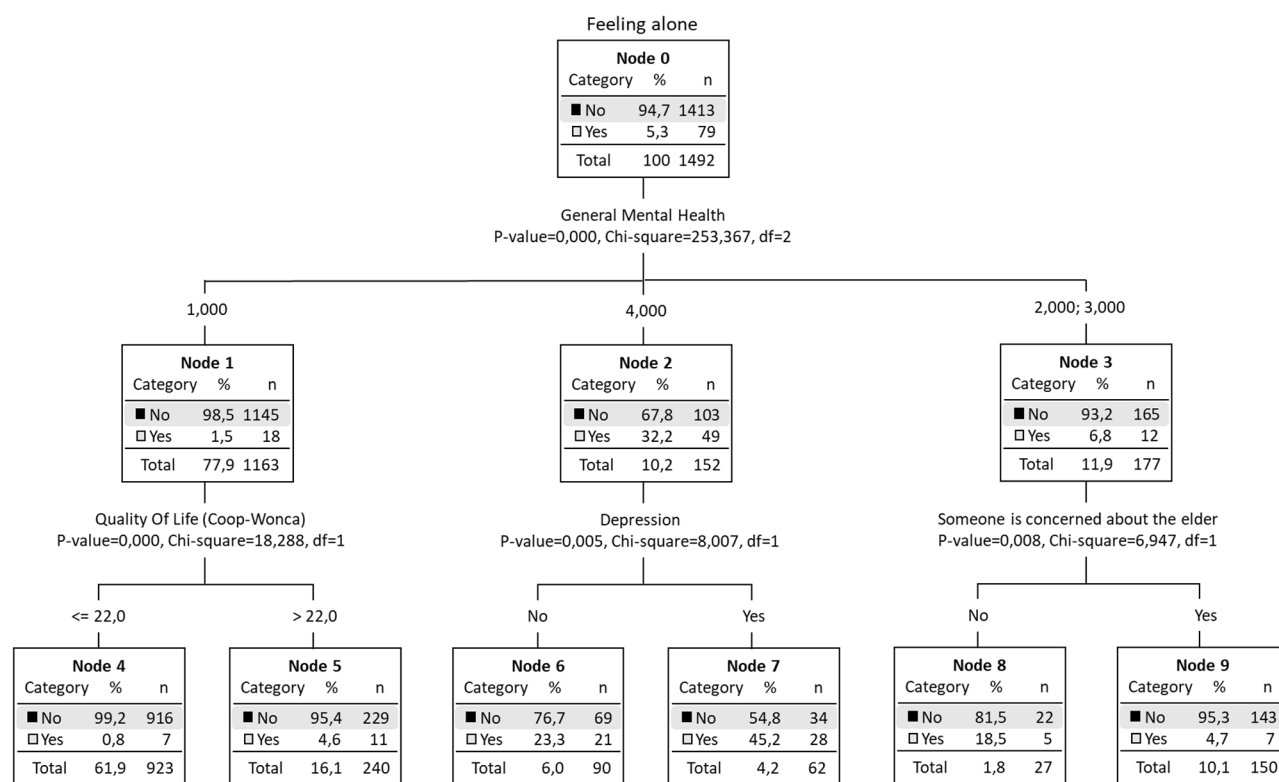 Feeling alone
Node 0
Category % n
No 94,7 1413
Yes 5,3 79
Total 100 1492
General Mental Health
P-value=0,000, Chi-square=253,367, df=2
1,000
4,000
2,000; 3,000
Node 1
Category % n
No 98,5 1145
Yes 1,5 18
Total 77,9 1163
Node 2
Category % n
No 67,8 103
Yes 32,2 49
Total 10,2 152
Node 3
Category % n
No 93,2 165
Yes 6,8 12
Total 11,9 177
Quality Of Life (Coop-Wonca)
P-value=0,000, Chi-square=18,288, df=1
Depression
P-value=0,005, Chi-square=8,007, df=1
Someone is concerned about the elder
P-value=0,008, Chi-square=6,947, df=1
<= 22,0
> 22,0
No
Yes
No
Yes
Node 4
Category % n
No 99,2 916
Yes 0,8 7
Total 61,9 923
Node 5
Category % n
No 95,4 229
Yes 4,6 11
Total 16,1 240
Node 6
Category % n
No 76,7 69
Yes 23,3 21
Total 6,0 90
Node 7
Category % n
No 54,8 34
Yes 45,2 28
Total 4,2 62
Node 8
Category % n
No 81,5 22
Yes 18,5 5
Total 1,8 27
Node 9
Category % n
No 95,3 143
Yes 4,7 7
Total 10,1 150